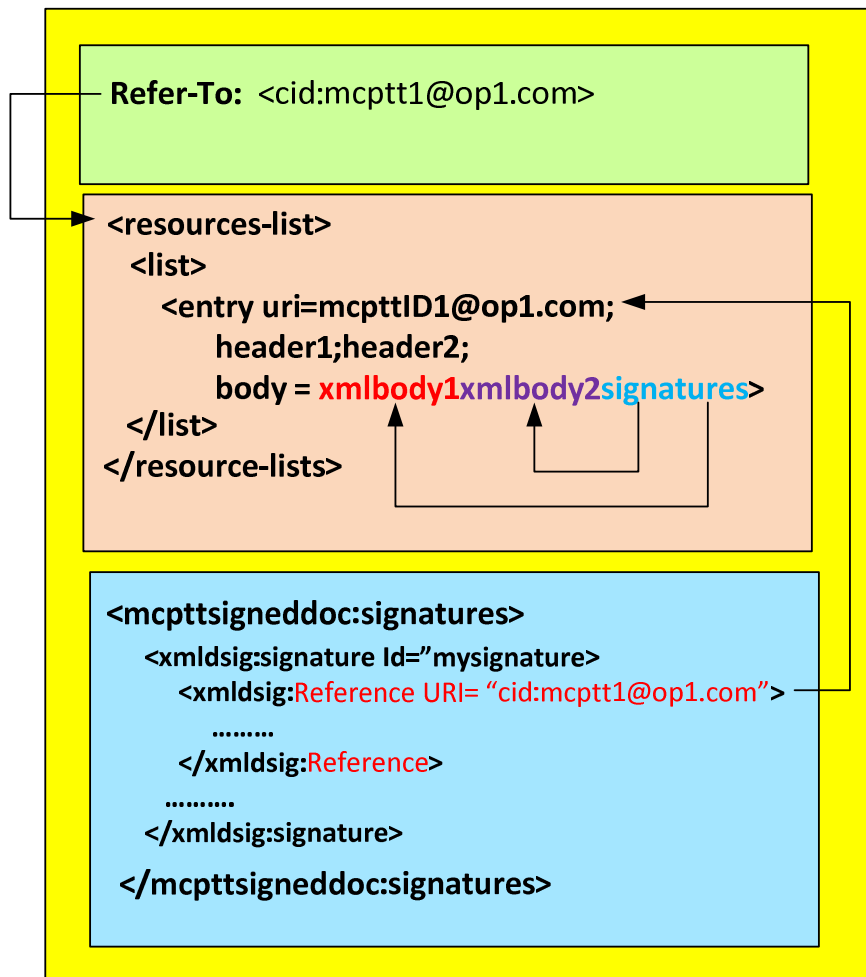 Refer-To: <cid:mcptt1@op1.com>
<resources-list>
<list>
<entry uri=mcpttID1@op1.com;
header1;header2;
body = xmlbody1xmlbody2signatures>
</list>
</resource-lists>
<mcpttsigneddoc:signatures>
<xmldsig:signature Id=”mysignature>
<xmldsig:Reference URI= “cid:mcptt1@op1.com”>
………
</xmldsig:Reference>
……….
</xmldsig:signature>
</mcpttsigneddoc:signatures>